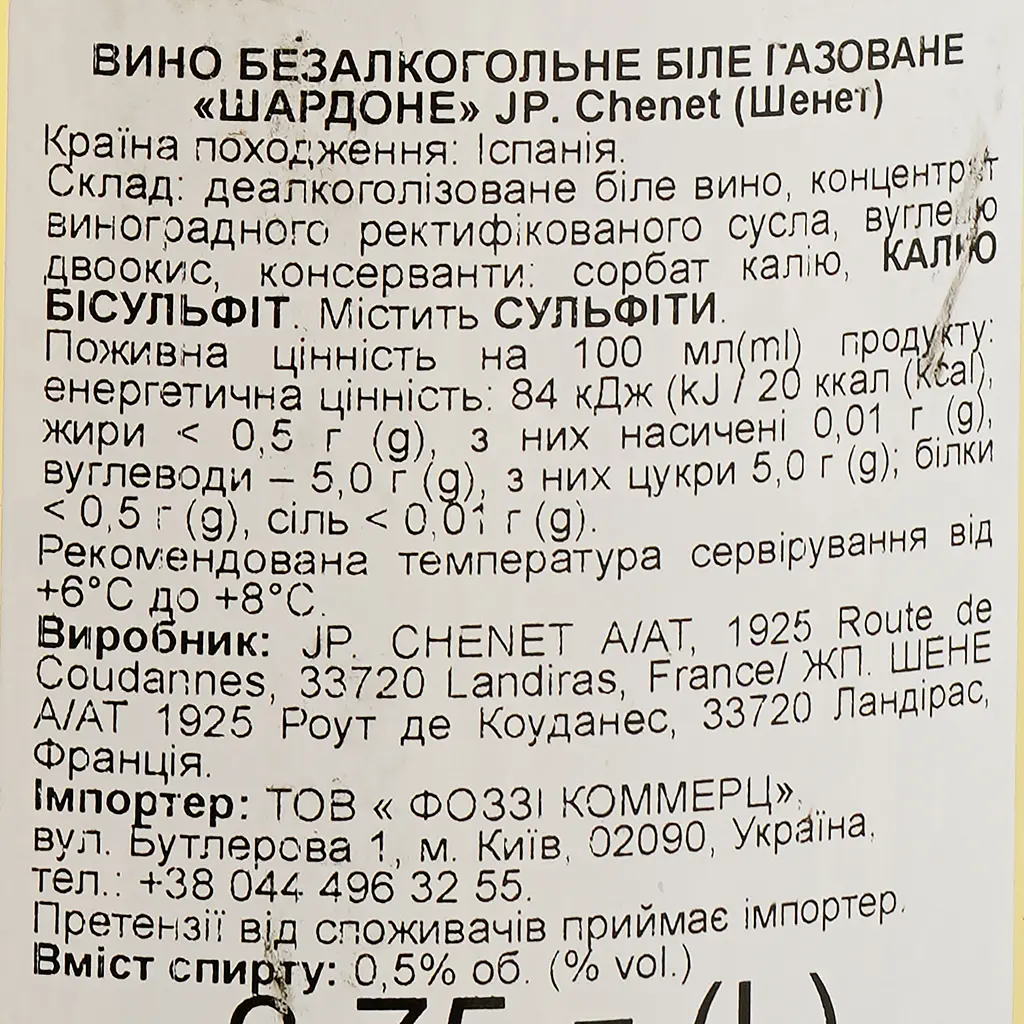 ВИНО БЕЗАЛКОГОЛЬНЕ БІЛЕ ГАЗОВАНЕ
«ШАРДОНЕ» JP. Chenet (Шенет)
Країна походження: Іспанія.
Склад: деалкоголізоване біле вино, концентрат
виноградного ректифікованого сусла, вуглецю
двоокис, консерванти: сорбат калію, КАЛІЮ
БІСУЛЬФІТ. Містить СУЛЬФІТИ.
Поживна цінність на 100 мл(ml) продукту:
енергетична цінність: 84 кДж (kJ / 20 ккал (kcal),
жири < 0,5 г (g), з них насичені 0,01 г (g),
вуглеводи – 5,0 г (g), з них цукри 5,0 г (g); білки
< 0,5 г (g), сіль < 0,01 г (g).
Рекомендована температура сервірування від
+6°C до +8°C.
Виробник: JP. CHENET A/AT, 1925 Route de
Coudannes, 33720 Landiras, France/ ЖП. ШЕНЕ
А/АТ 1925 Роут де Коуданес, 33720 Ландірас,
Франція.
Імпортер: ТОВ « ФОЗЗІ КОММЕРЦ»,
вул. Бутлерова 1, м. Київ, 02090, Україна,
тел.: +38 044 496 32 55.
Претензії від споживачів приймає імпортер.
Вміст спирту: 0,5% об. (% vol.)